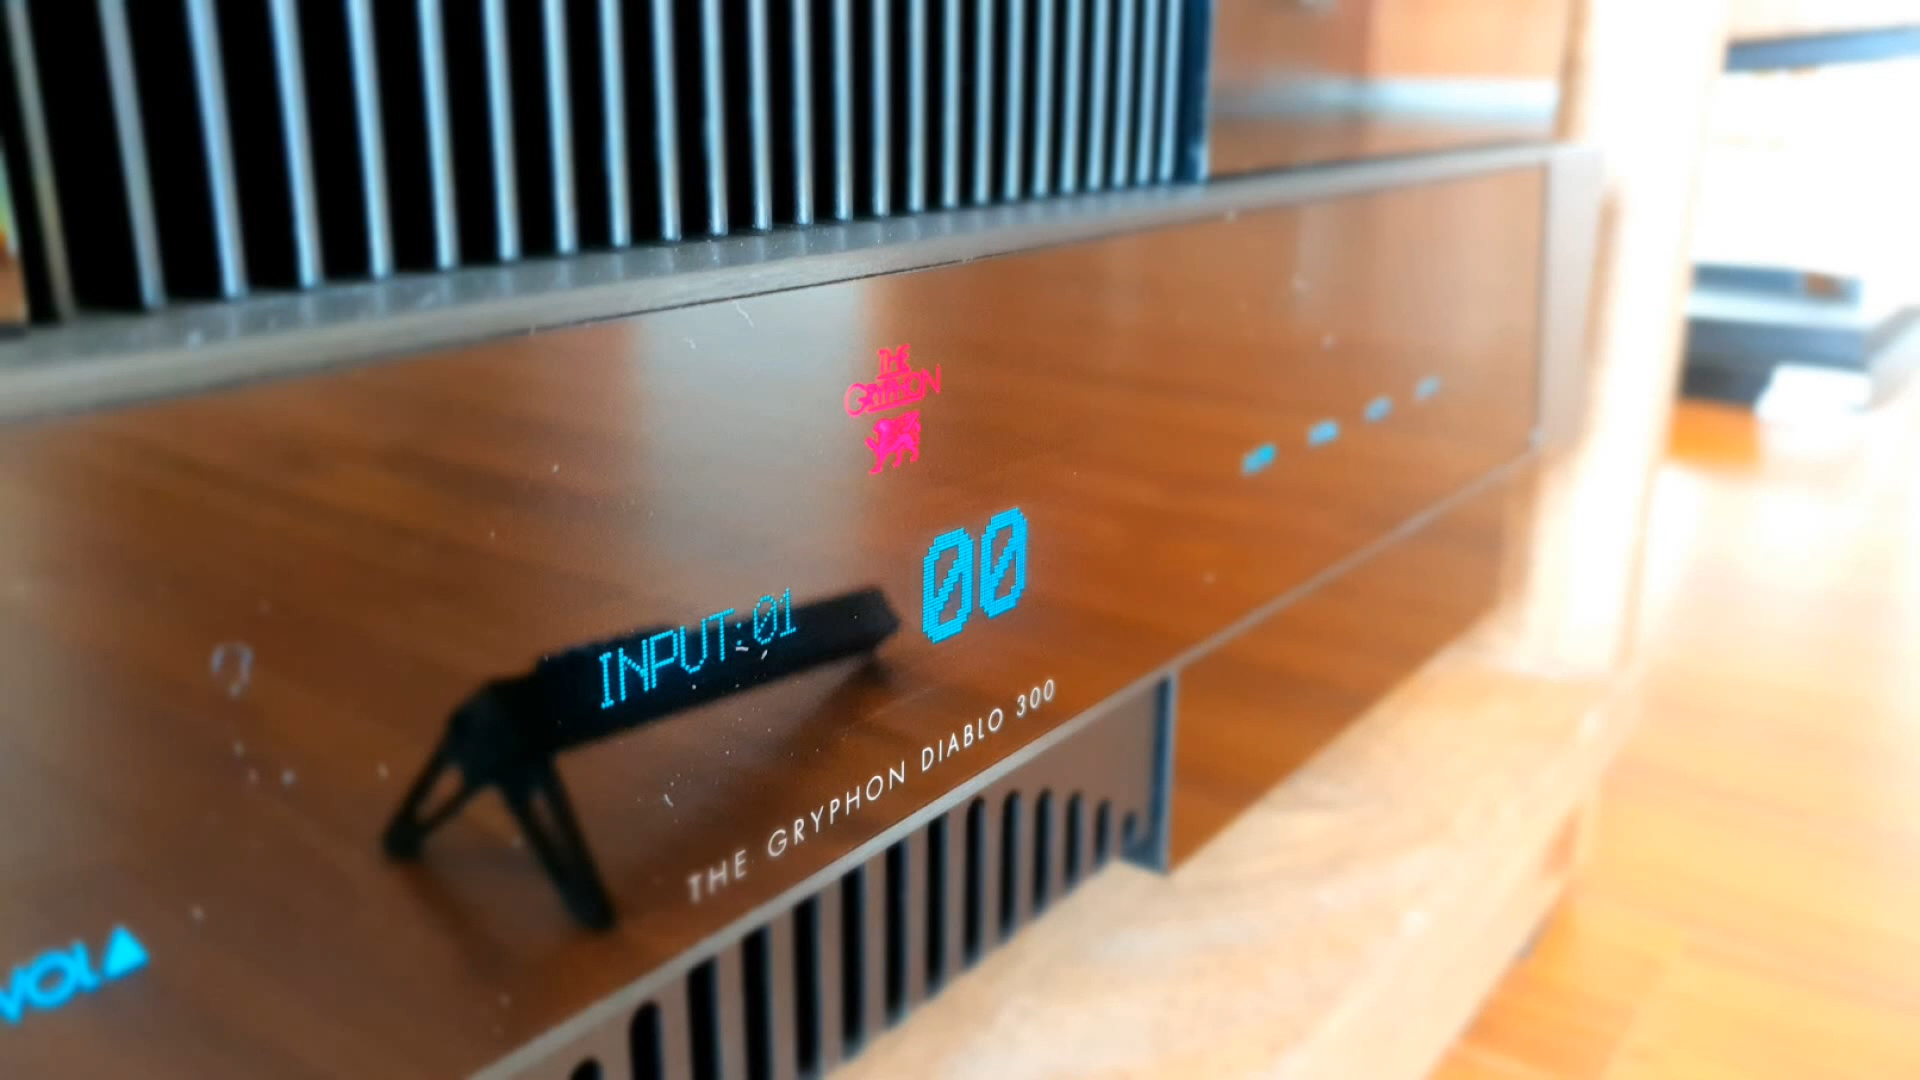 THE
GRYPHON
INPUT:01
00
THE GRYPHON DIABLO 300
VOL